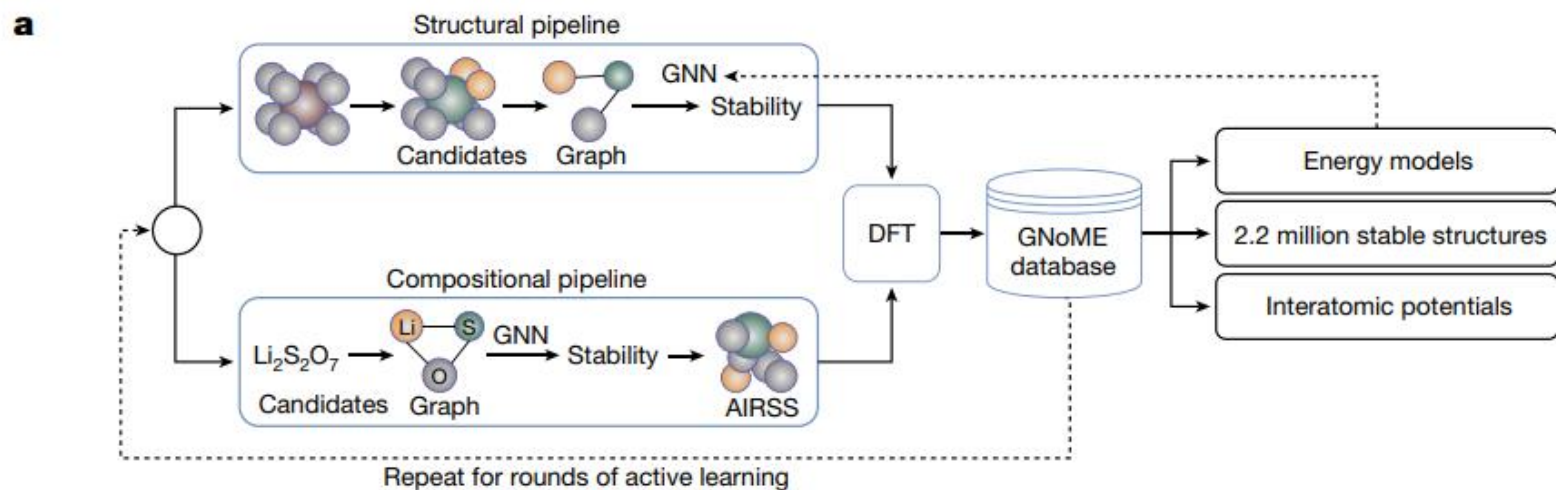 a
Structural pipeline
GNN
Stability
Candidates
Graph
Energy models
DFT
GNoME
database
2.2 million stable structures
Interatomic potentials
Compositional pipeline
Li₂S₂O₇
Li
S
O
GNN
Stability
Candidates
Graph
AIRSS
Repeat for rounds of active learning